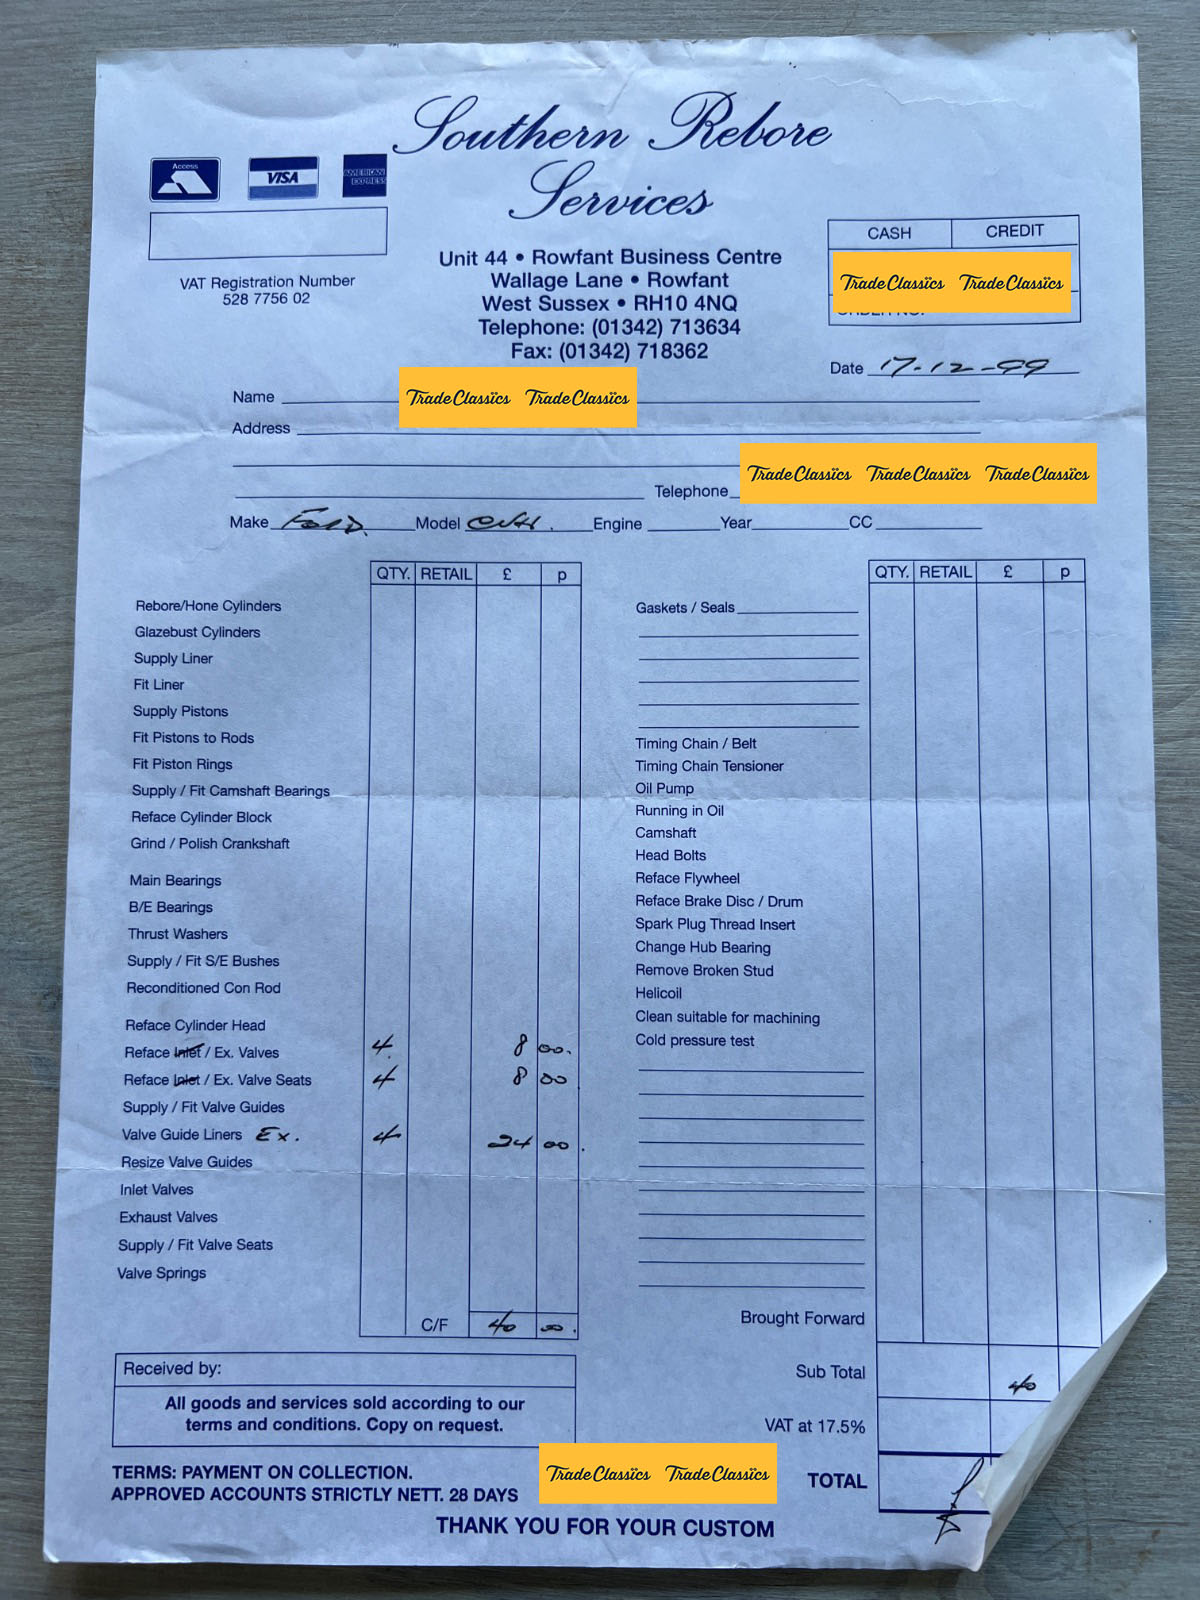 Southern Rebore
Services
Access VISA AMERICAN EXPRESS
VAT Registration Number
528 7756 02
Unit 44 • Rowfant Business Centre
Wallage Lane • Rowfant
West Sussex • RH10 4NQ
Telephone: (01342) 713634
Fax: (01342) 718362
CASH CREDIT
Trade Classics Trade Classics
ORDER NO.
Date 17-12-99
Name Trade Classics Trade Classics
Address
Trade Classics Trade Classics Trade Classics
Telephone
Make Ford. Model CVH. Engine Year CC
QTY. RETAIL £ p
Rebore/Hone Cylinders
Glazebust Cylinders
Supply Liner
Fit Liner
Supply Pistons
Fit Pistons to Rods
Fit Piston Rings
Supply / Fit Camshaft Bearings
Reface Cylinder Block
Grind / Polish Crankshaft
Main Bearings
B/E Bearings
Thrust Washers
Supply / Fit S/E Bushes
Reconditioned Con Rod
Reface Cylinder Head
Reface Inlet / Ex. Valves 4 8 00.
Reface Inlet / Ex. Valve Seats 4 8 00
Supply / Fit Valve Guides
Valve Guide Liners Ex. 4 24 00.
Resize Valve Guides
Inlet Valves
Exhaust Valves
Supply / Fit Valve Seats
Valve Springs
C/F 40 00.
QTY. RETAIL £ p
Gaskets / Seals
Timing Chain / Belt
Timing Chain Tensioner
Oil Pump
Running in Oil
Camshaft
Head Bolts
Reface Flywheel
Reface Brake Disc / Drum
Spark Plug Thread Insert
Change Hub Bearing
Remove Broken Stud
Helicoil
Clean suitable for machining
Cold pressure test
Brought Forward
Sub Total 40
VAT at 17.5%
TOTAL
Received by:
All goods and services sold according to our
terms and conditions. Copy on request.
TERMS: PAYMENT ON COLLECTION.
APPROVED ACCOUNTS STRICTLY NETT. 28 DAYS
Trade Classics Trade Classics
THANK YOU FOR YOUR CUSTOM